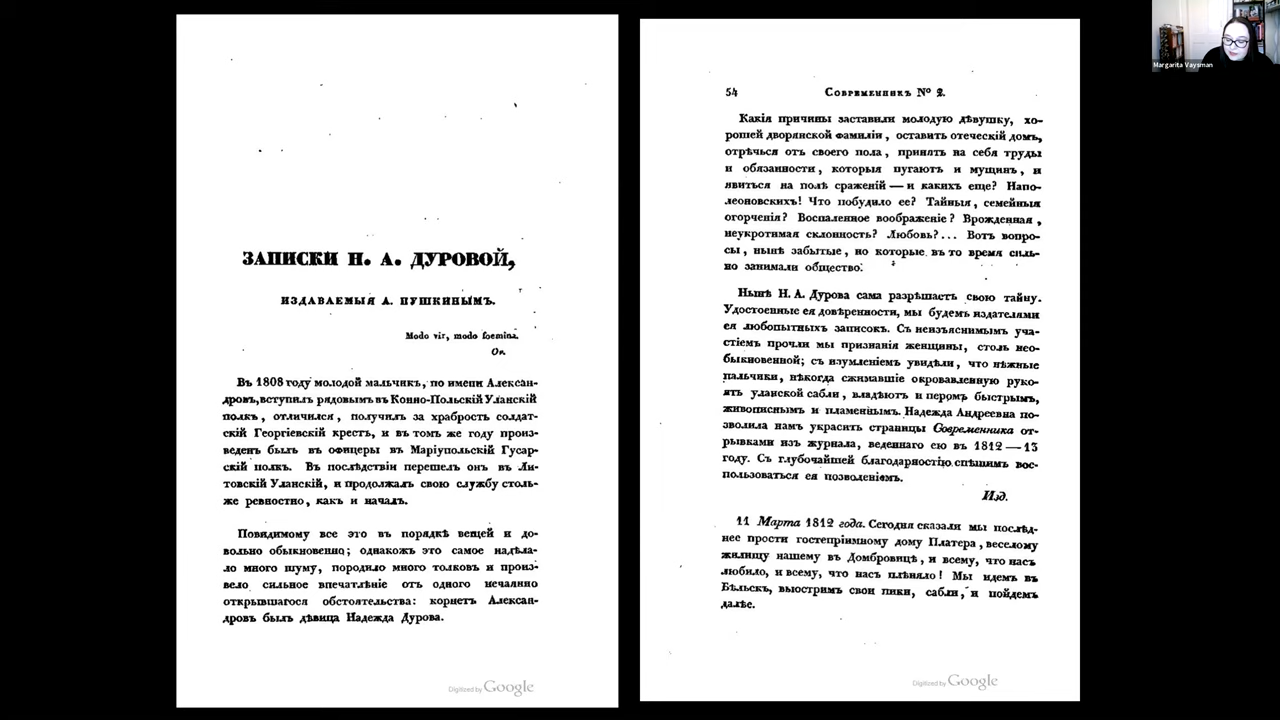 ЗАПИСКИ Н. А. ДУРОВОЙ,
ИЗДАВАЕМЫЯ А. ПУШКИНЫМЪ.
Modo vir, modo foemina.
Ov.
Въ 1808 году молодой мальчикъ, по имени Алексан-
дровъ, вступилъ рядовымъ въ Конно-Польскій Уланскій
полкъ, отличился, получилъ за храбрость солдат-
скій Георгіевскій крестъ, и въ томъ же году произ-
веденъ былъ въ офицеры въ Маріупольскій Гусар-
скій полкъ. Въ послѣдствіи перешелъ онъ въ Ли-
товскій Уланскій, и продолжалъ свою службу столь-
же ревностно, какъ и началъ.
Повидимому все это въ порядкѣ вещей и до-
вольно обыкновенно; однакожъ это самое надѣла-
ло много шуму, породило много толковъ и произ-
вело сильное впечатлѣніе отъ одного нечаянно
открывшагося обстоятельства: корнетъ Алексан-
дровъ былъ дѣвица Надежда Дурова.
Digitized by Google
54 Современникъ № 2.
Какія причины заставили молодую дѣвушку, хо-
рошей дворянской фамиліи, оставить отеческій домъ,
отрѣчься отъ своего пола, принять на себя труды
и обязанности, которыя пугаютъ и мущинъ, и
явиться на полѣ сраженій — и какихъ еще? Напо-
леоновскихъ! Что побудило ее? Тайныя, семейныя
огорченія? Воспаленное воображеніе? Врожденная,
неукротимая склонность? Любовь?... Вотъ вопро-
сы, нынѣ забытые, но которые въ то время силь-
но занимали общество.
Нынѣ Н. А. Дурова сама разрѣшаетъ свою тайну.
Удостоенные ея довѣренности, мы будемъ издателями
ея любопытныхъ записокъ. Съ неизъяснимымъ уча-
стіемъ прочли мы признанія женщины, столь нео-
быкновенной; съ изумленіемъ увидѣли, что нѣжные
пальчики, нѣкогда сжимавшіе окровавленную руко-
ять уланской сабли, владѣютъ и перомъ быстрымъ,
живописнымъ и пламеннымъ. Надежда Андреевна по-
зволила намъ украсить страницы Современника от-
рывками изъ журнала, веденнаго ею въ 1812—13
году. Съ глубочайшей благодарностію спѣшимъ вос-
пользоваться ея позволеніемъ.
Изд.
11 Марта 1812 года. Сегодня сказали мы послѣд-
нее прости гостепріимному дому Платера, веселому
жилищу нашему въ Домбровицѣ, и всему, что насъ
любило, и всему, что насъ плѣняло! Мы идемъ въ
Бѣльскъ, выостримъ свои пики, сабли, и пойдемъ
далѣе.
Digitized by Google
Margarita Vaysman